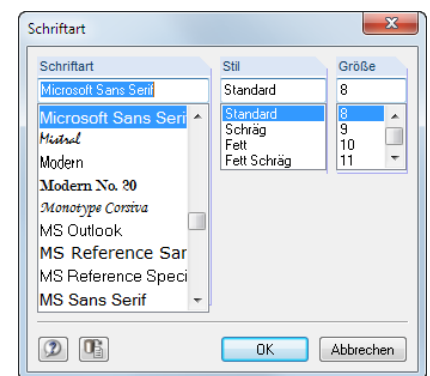 Schriftart
Schriftart
Stil
Größe
Microsoft Sans Serif
Standard
8
Microsoft Sans Seri
Mistral
Modern
Modern No. 20
Monotype Corsiva
MS Outlook
MS Reference Sar
MS Reference Speci
MS Sans Serif
Standard
Schräg
Fett
Fett Schräg
8
9
10
11
OK
Abbrechen